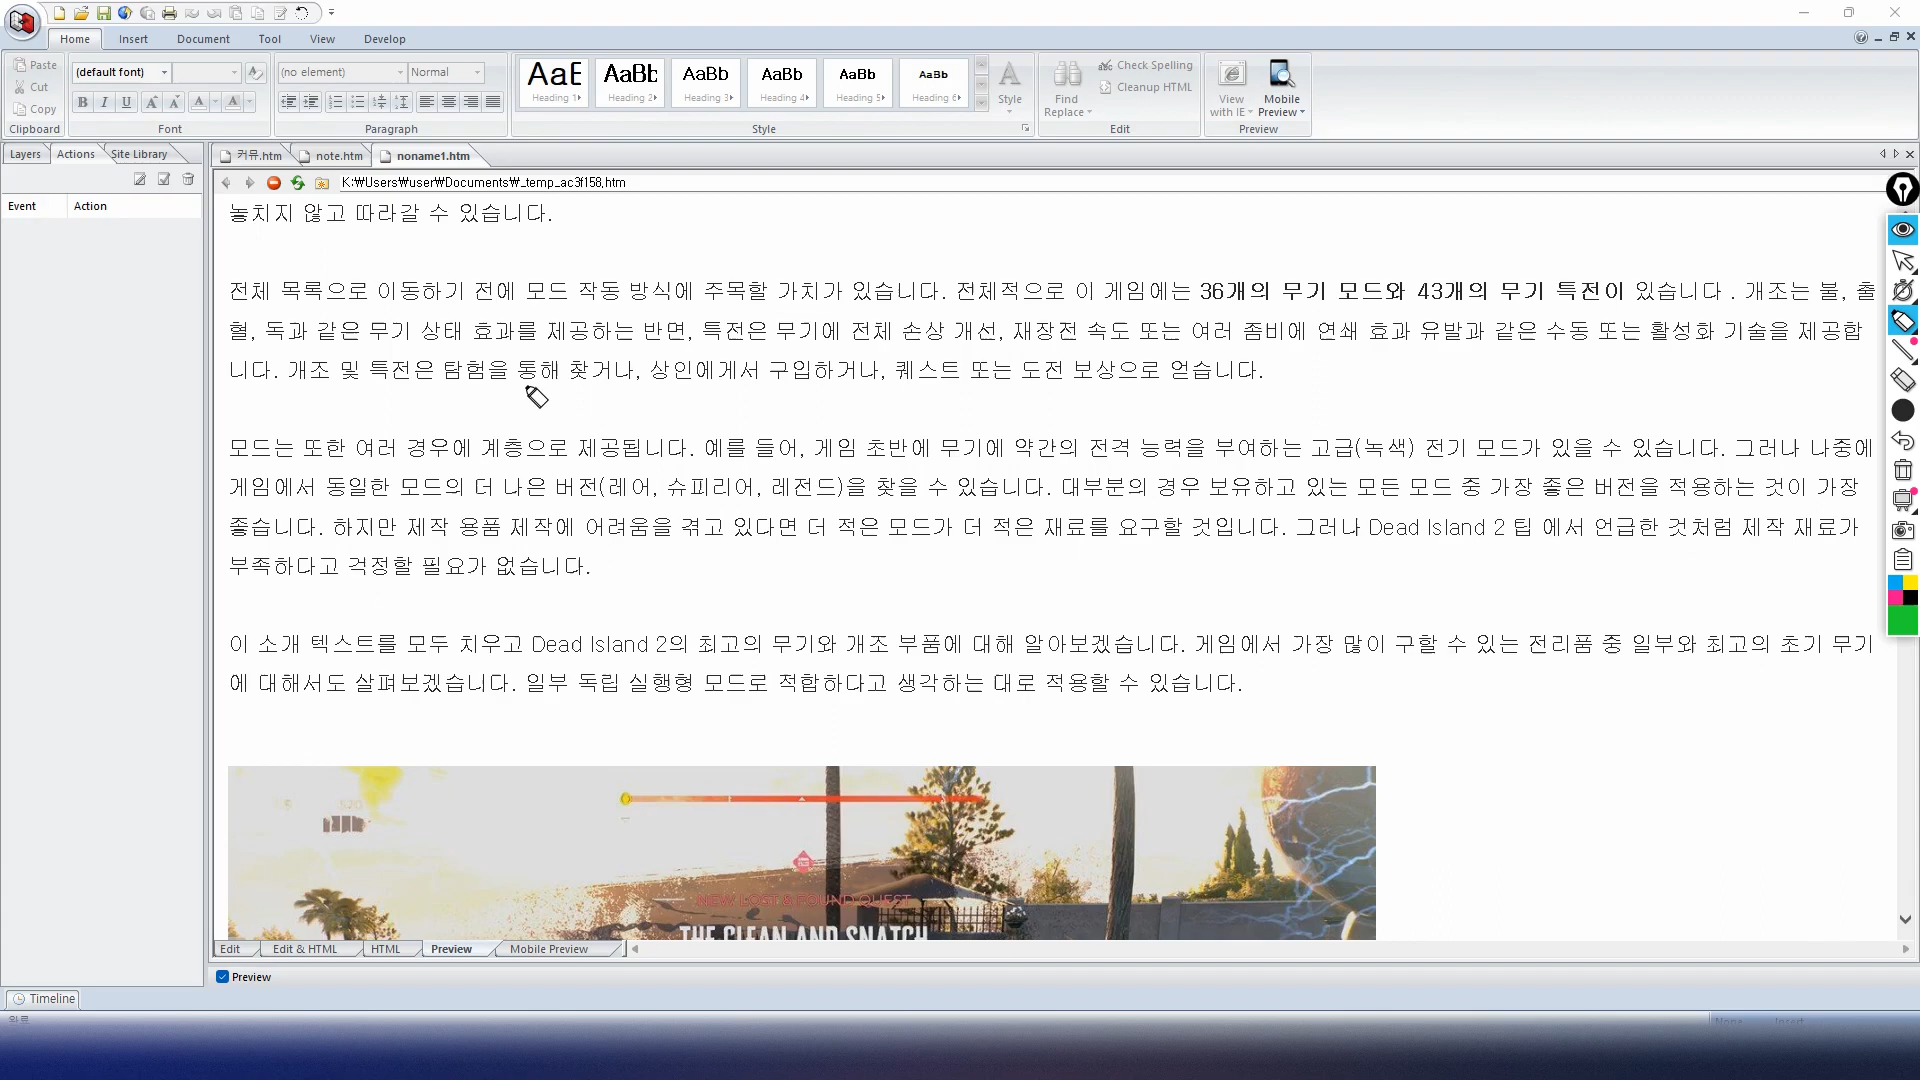 Home Insert Document Tool View Develop
Paste
Cut
Copy
Clipboard
(default font)
B I U
Font
(no element) Normal
Paragraph
AaE AaBb AaBb AaBb AaBb AaBb
Heading 1 Heading 2 Heading 3 Heading 4 Heading 5 Heading 6
Style
Style
Find Replace
Check Spelling
Cleanup HTML
Edit
View with IE
Mobile Preview
Preview
Layers Actions Site Library
Event Action
커뮤.htm note.htm noname1.htm
K:₩Users₩user₩Documents₩_temp_ac3f158.htm
놓치지 않고 따라갈 수 있습니다.
전체 목록으로 이동하기 전에 모드 작동 방식에 주목할 가치가 있습니다. 전체적으로 이 게임에는 36개의 무기 모드와 43개의 무기 특전이 있습니다 . 개조는 불, 출
혈, 독과 같은 무기 상태 효과를 제공하는 반면, 특전은 무기에 전체 손상 개선, 재장전 속도 또는 여러 좀비에 연쇄 효과 유발과 같은 수동 또는 활성화 기술을 제공합
니다. 개조 및 특전은 탐험을 통해 찾거나, 상인에게서 구입하거나, 퀘스트 또는 도전 보상으로 얻습니다.
모드는 또한 여러 경우에 계층으로 제공됩니다. 예를 들어, 게임 초반에 무기에 약간의 전격 능력을 부여하는 고급(녹색) 전기 모드가 있을 수 있습니다. 그러나 나중에
게임에서 동일한 모드의 더 나은 버전(레어, 슈피리어, 레전드)을 찾을 수 있습니다. 대부분의 경우 보유하고 있는 모든 모드 중 가장 좋은 버전을 적용하는 것이 가장
좋습니다. 하지만 제작 용품 제작에 어려움을 겪고 있다면 더 적은 모드가 더 적은 재료를 요구할 것입니다. 그러나 Dead Island 2 팁 에서 언급한 것처럼 제작 재료가
부족하다고 걱정할 필요가 없습니다.
이 소개 텍스트를 모두 치우고 Dead Island 2의 최고의 무기와 개조 부품에 대해 알아보겠습니다. 게임에서 가장 많이 구할 수 있는 전리품 중 일부와 최고의 초기 무기
에 대해서도 살펴보겠습니다. 일부 독립 실행형 모드로 적합하다고 생각하는 대로 적용할 수 있습니다.
NEW LOST & FOUND QUEST
THE CLEAN AND SNATCH
Edit Edit & HTML HTML Preview Mobile Preview
Preview
Timeline